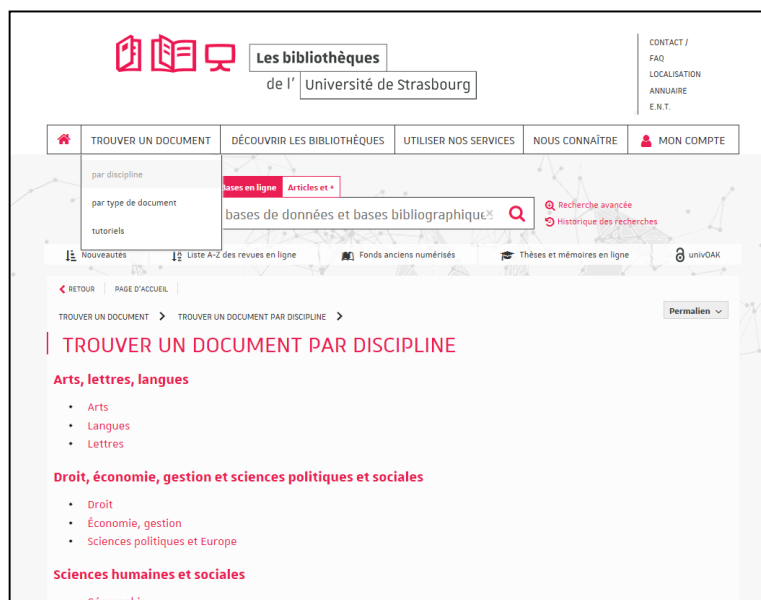 Les bibliothèques
de l' Université de Strasbourg
CONTACT /
FAQ
LOCALISATION
ANNUAIRE
E.N.T.
TROUVER UN DOCUMENT DÉCOUVRIR LES BIBLIOTHÈQUES UTILISER NOS SERVICES NOUS CONNAÎTRE MON COMPTE
par discipline
par type de document
tutoriels
Bases en ligne Articles et +
bases de données et bases bibliographique
Recherche avancée
Historique des recherches
Nouveautés Liste A-Z des revues en ligne Fonds anciens numérisés Thèses et mémoires en ligne univOAK
RETOUR PAGE D'ACCUEIL
TROUVER UN DOCUMENT TROUVER UN DOCUMENT PAR DISCIPLINE
Permalien
TROUVER UN DOCUMENT PAR DISCIPLINE
Arts, lettres, langues
• Arts
• Langues
• Lettres
Droit, économie, gestion et sciences politiques et sociales
• Droit
• Économie, gestion
• Sciences politiques et Europe
Sciences humaines et sociales